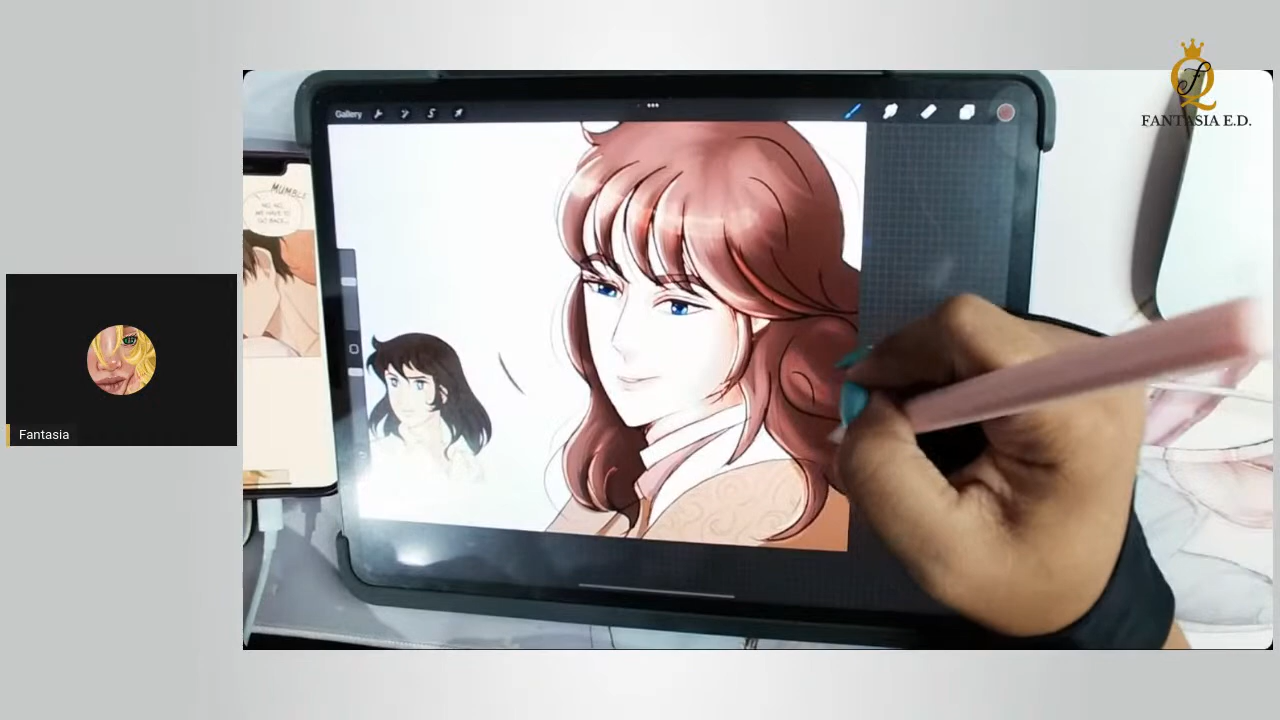 FANTASIA E.D.
Gallery
MUMBLE
NO, NO,
WE HAVE TO
GO BACK...
Fantasia